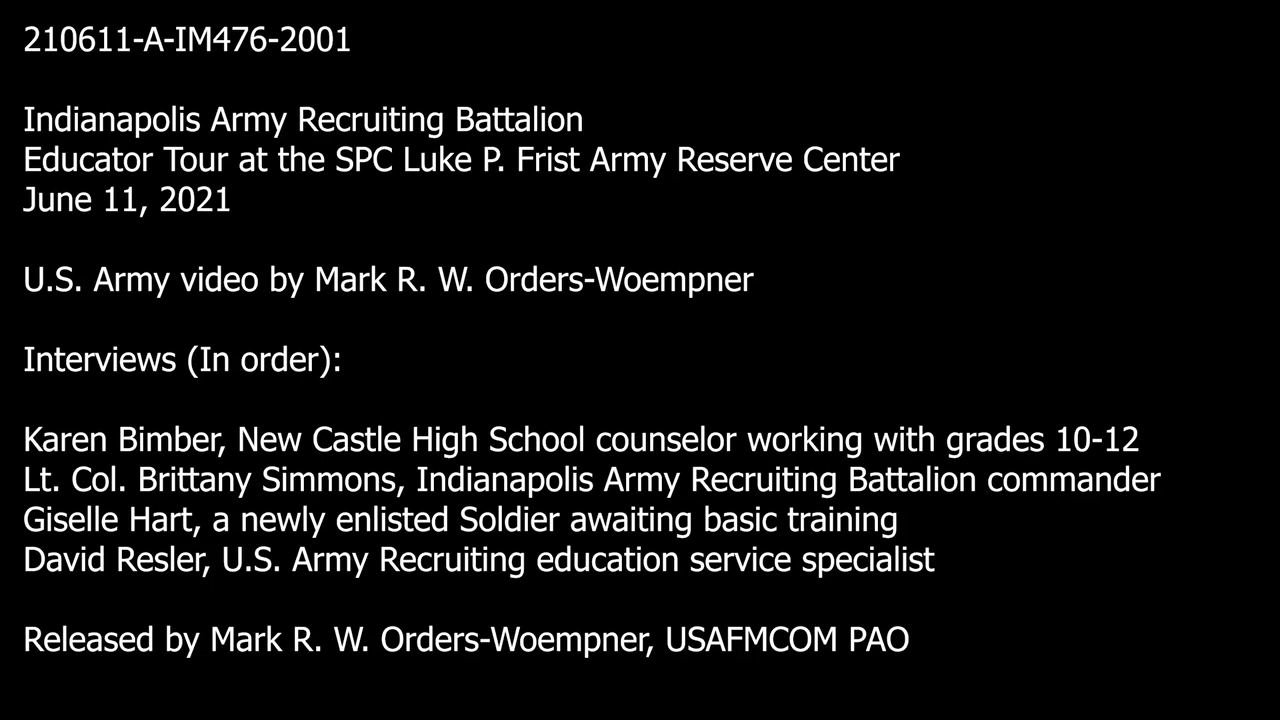 210611-A-IM476-2001
Indianapolis Army Recruiting Battalion
Educator Tour at the SPC Luke P. Frist Army Reserve Center
June 11, 2021
U.S. Army video by Mark R. W. Orders-Woempner
Interviews (In order):
Karen Bimber, New Castle High School counselor working with grades 10-12
Lt. Col. Brittany Simmons, Indianapolis Army Recruiting Battalion commander
Giselle Hart, a newly enlisted Soldier awaiting basic training
David Resler, U.S. Army Recruiting education service specialist
Released by Mark R. W. Orders-Woempner, USAFMCOM PAO